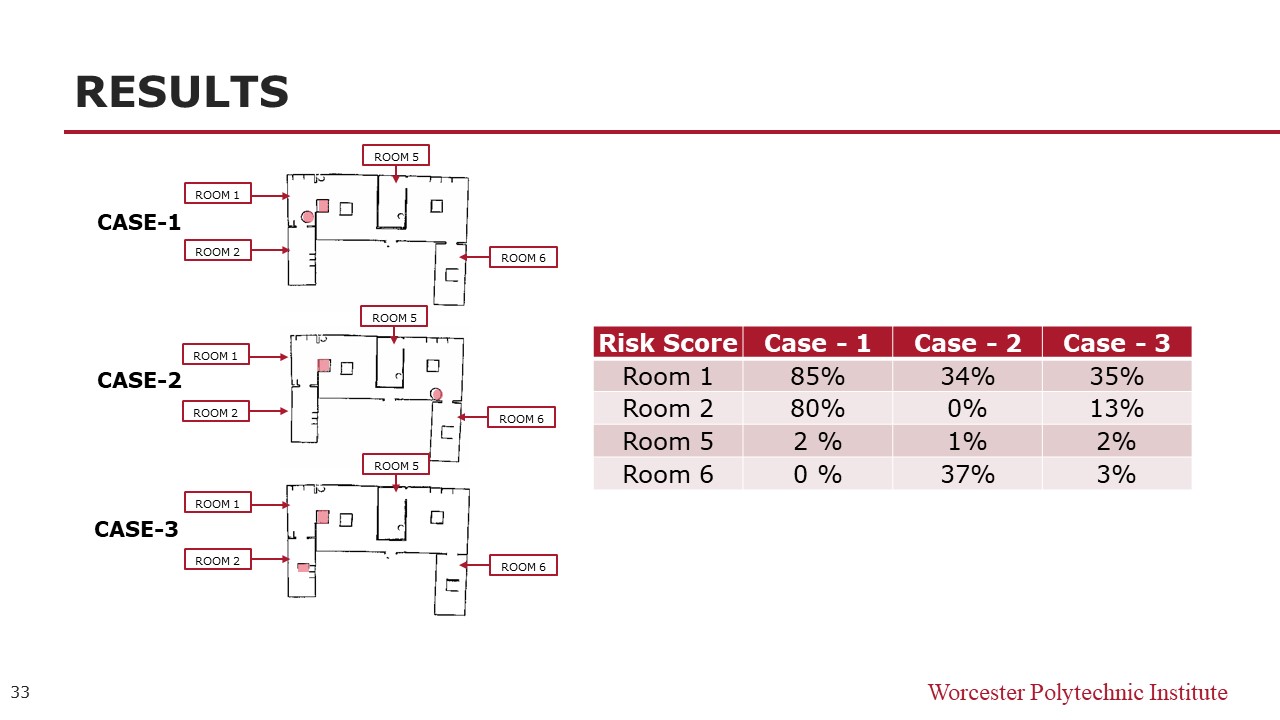 RESULTS
ROOM 5
ROOM 1
CASE-1
ROOM 2
ROOM 6
ROOM 5
ROOM 1
CASE-2
ROOM 2
ROOM 6
ROOM 5
ROOM 1
CASE-3
ROOM 2
ROOM 6
Risk Score Case - 1 Case - 2 Case - 3
Room 1 85% 34% 35%
Room 2 80% 0% 13%
Room 5 2 % 1% 2%
Room 6 0 % 37% 3%
33
Worcester Polytechnic Institute